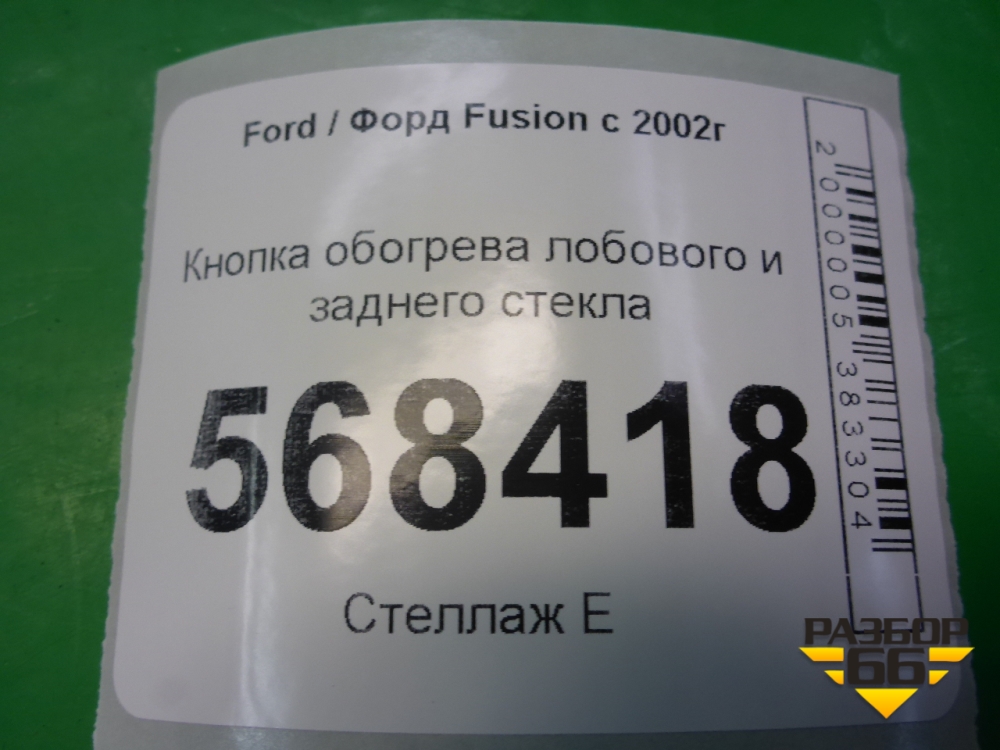 Ford / Форд Fusion с 2002г
Кнопка обогрева лобового и
заднего стекла
568418
Стеллаж Е
2000005383304
РАЗБОР
66